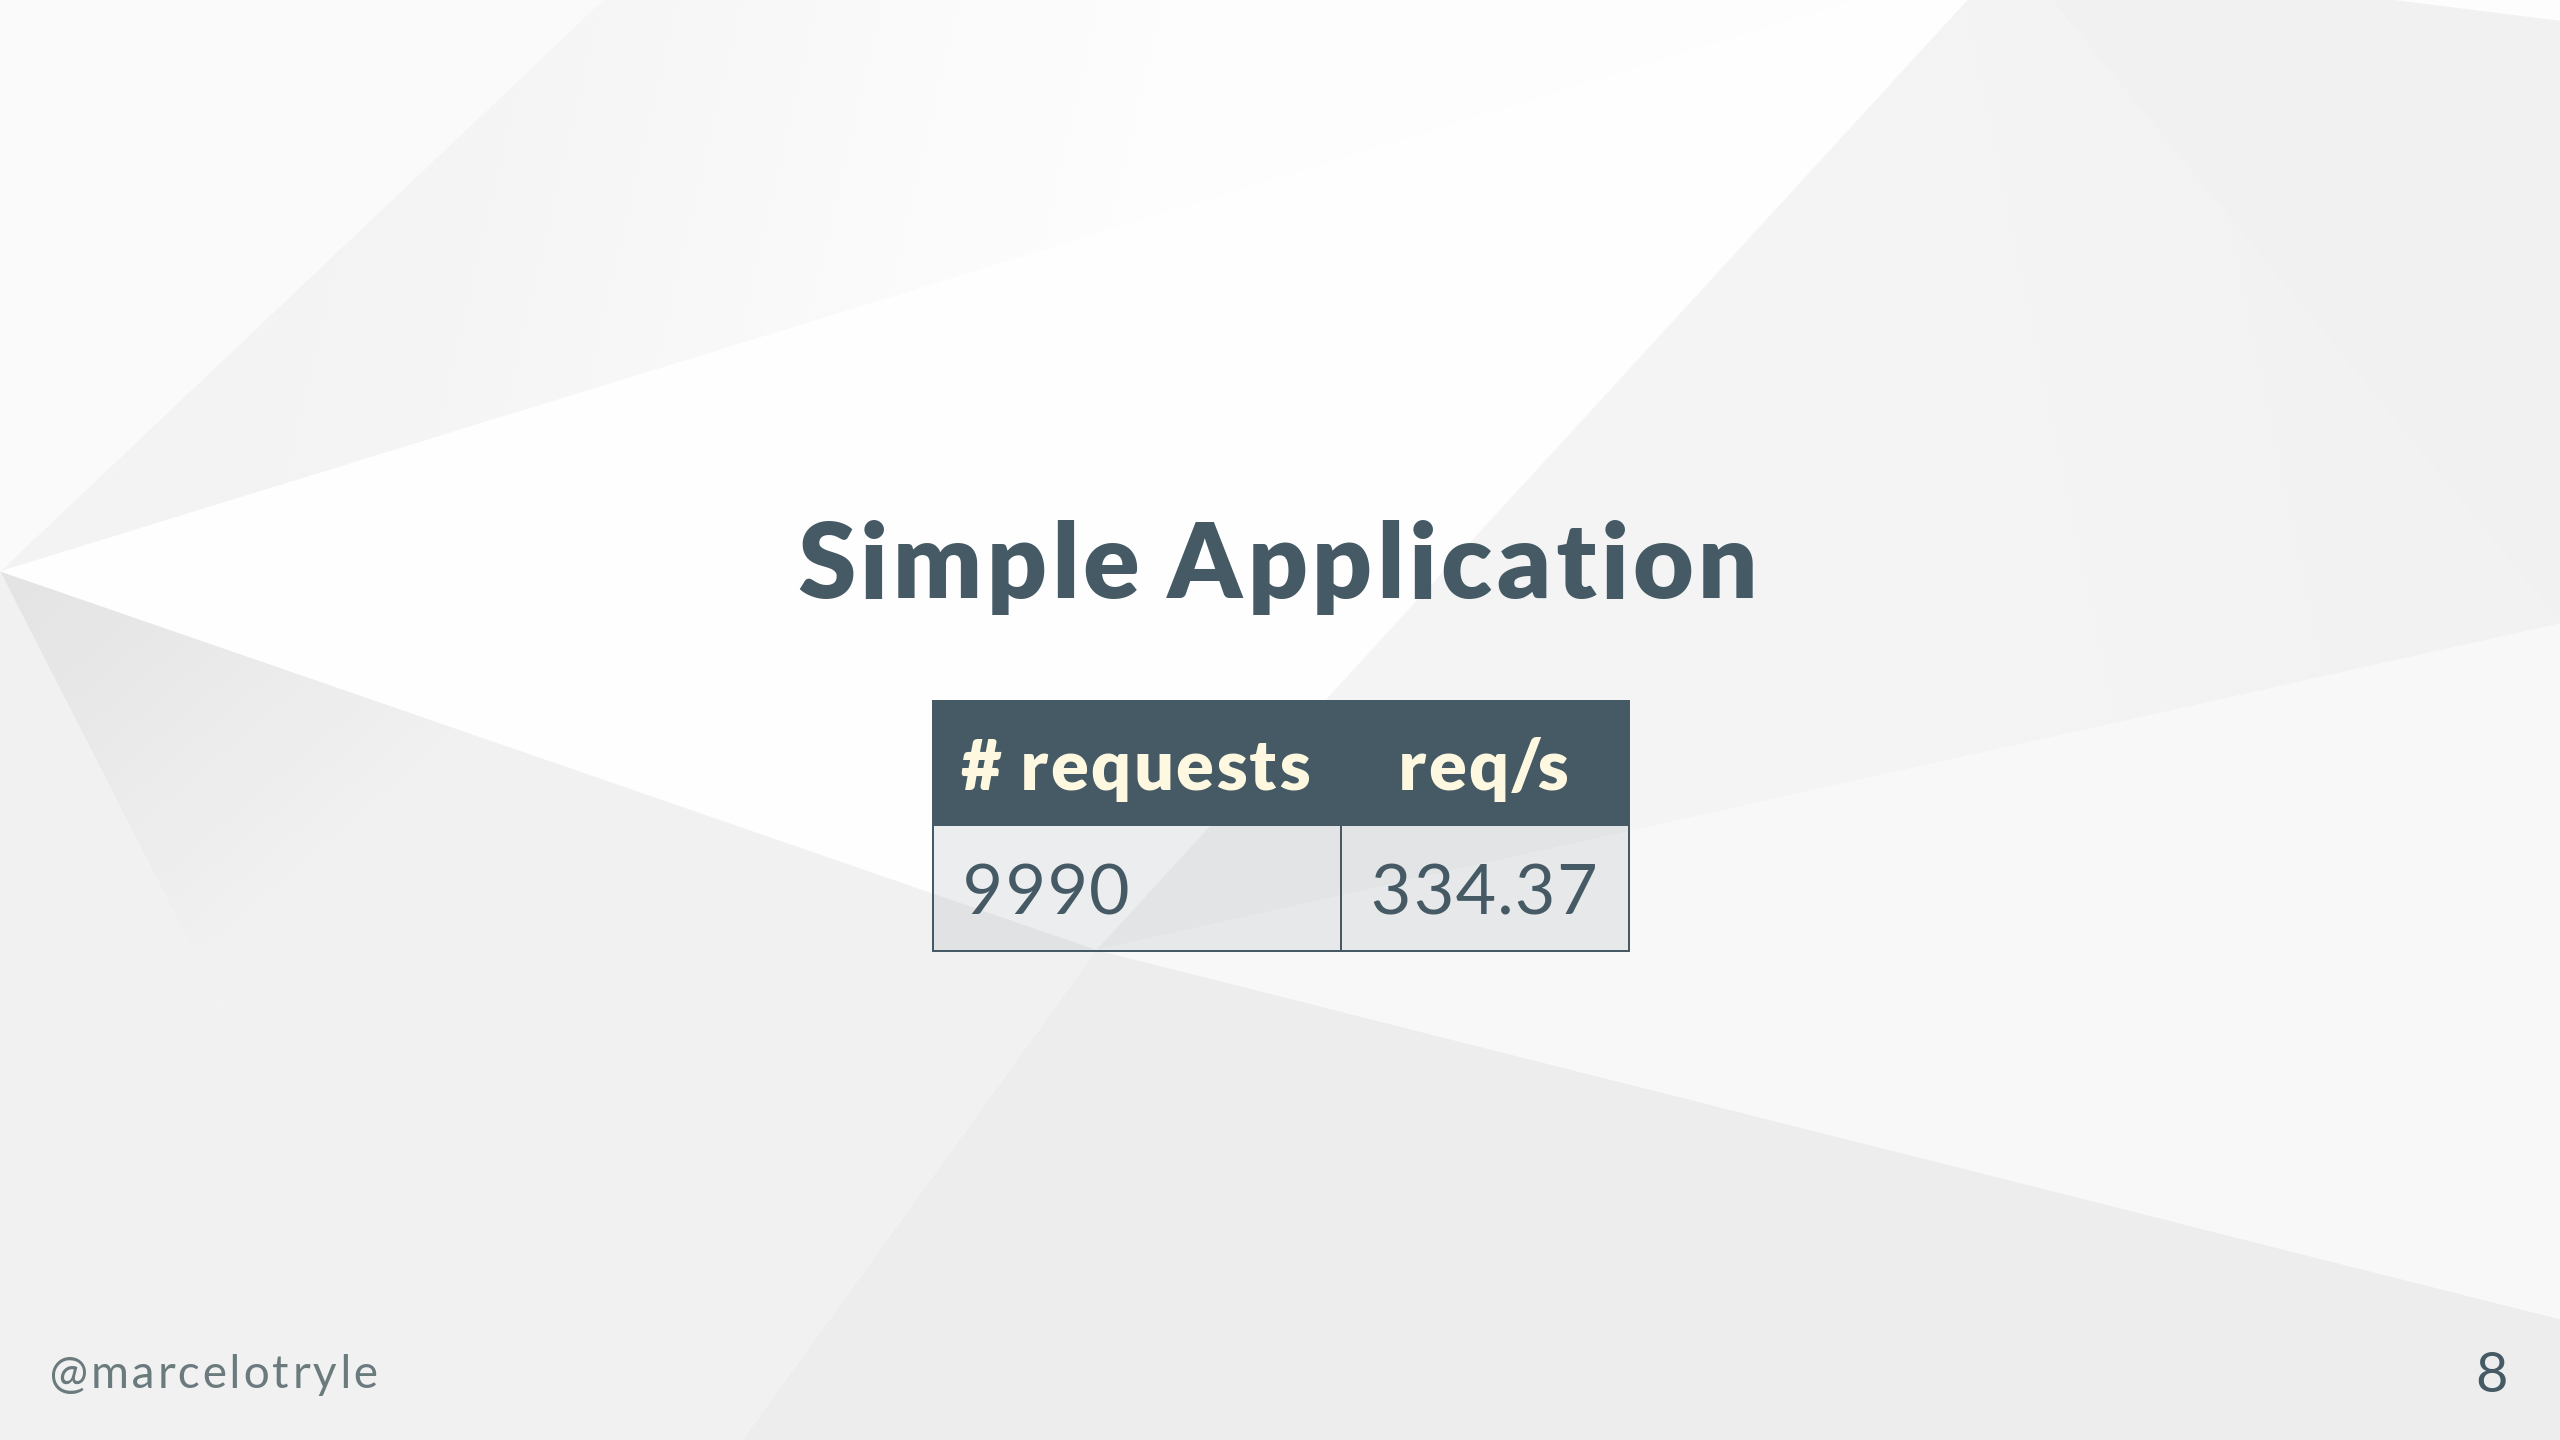 Simple Application
# requests req/s
9990 334.37
@marcelotryle
8